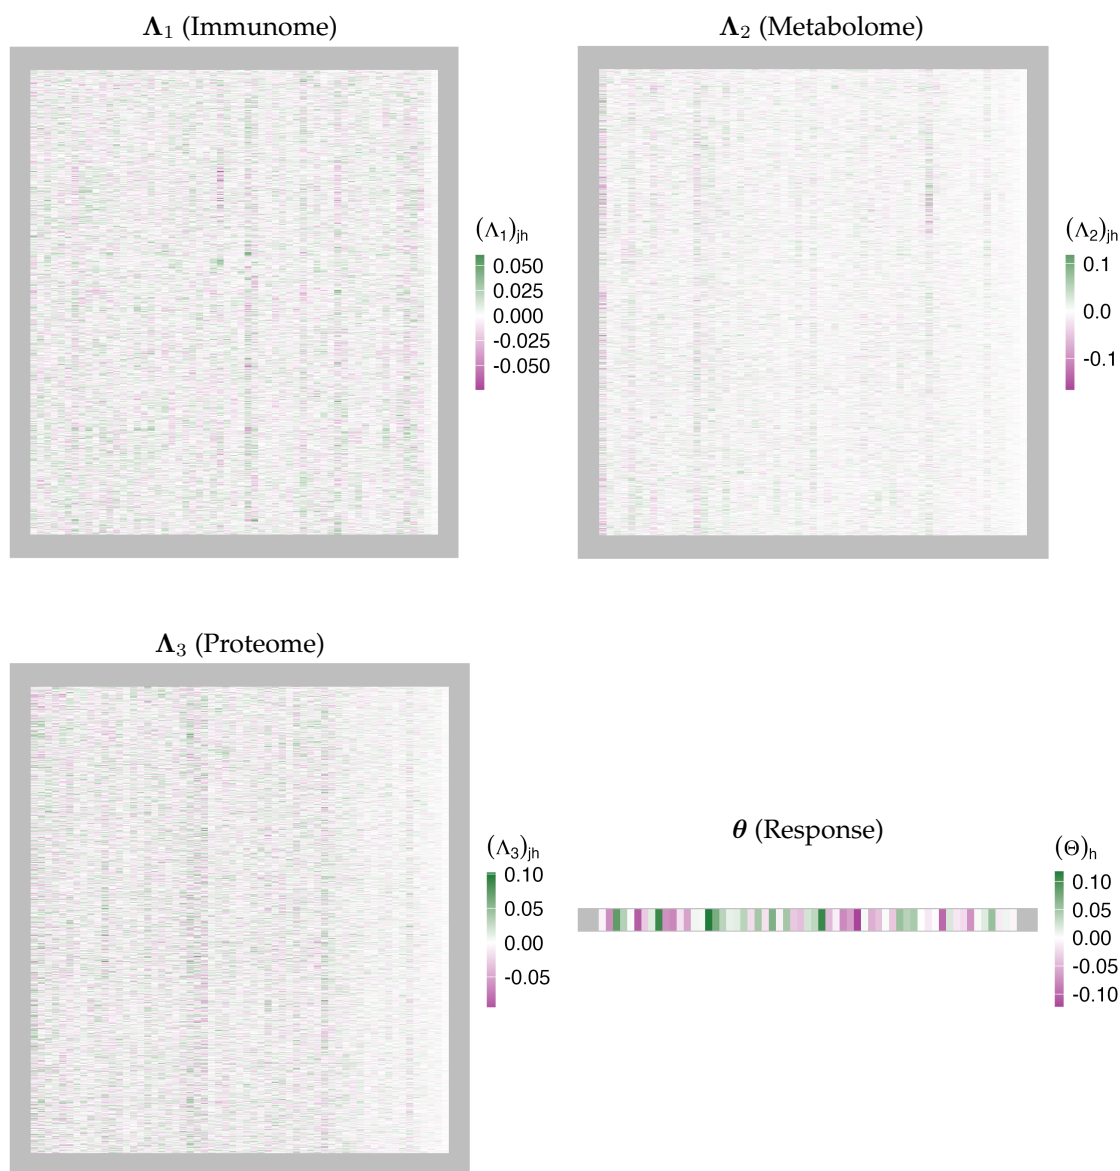 Λ₁ (Immunome)
(Λ₁)jh
0.050
0.025
0.000
-0.025
-0.050
Λ₂ (Metabolome)
(Λ₂)jh
0.1
0.0
-0.1
Λ₃ (Proteome)
(Λ₃)jh
0.10
0.05
0.00
-0.05
θ (Response)
(Θ)h
0.10
0.05
0.00
-0.05
-0.10